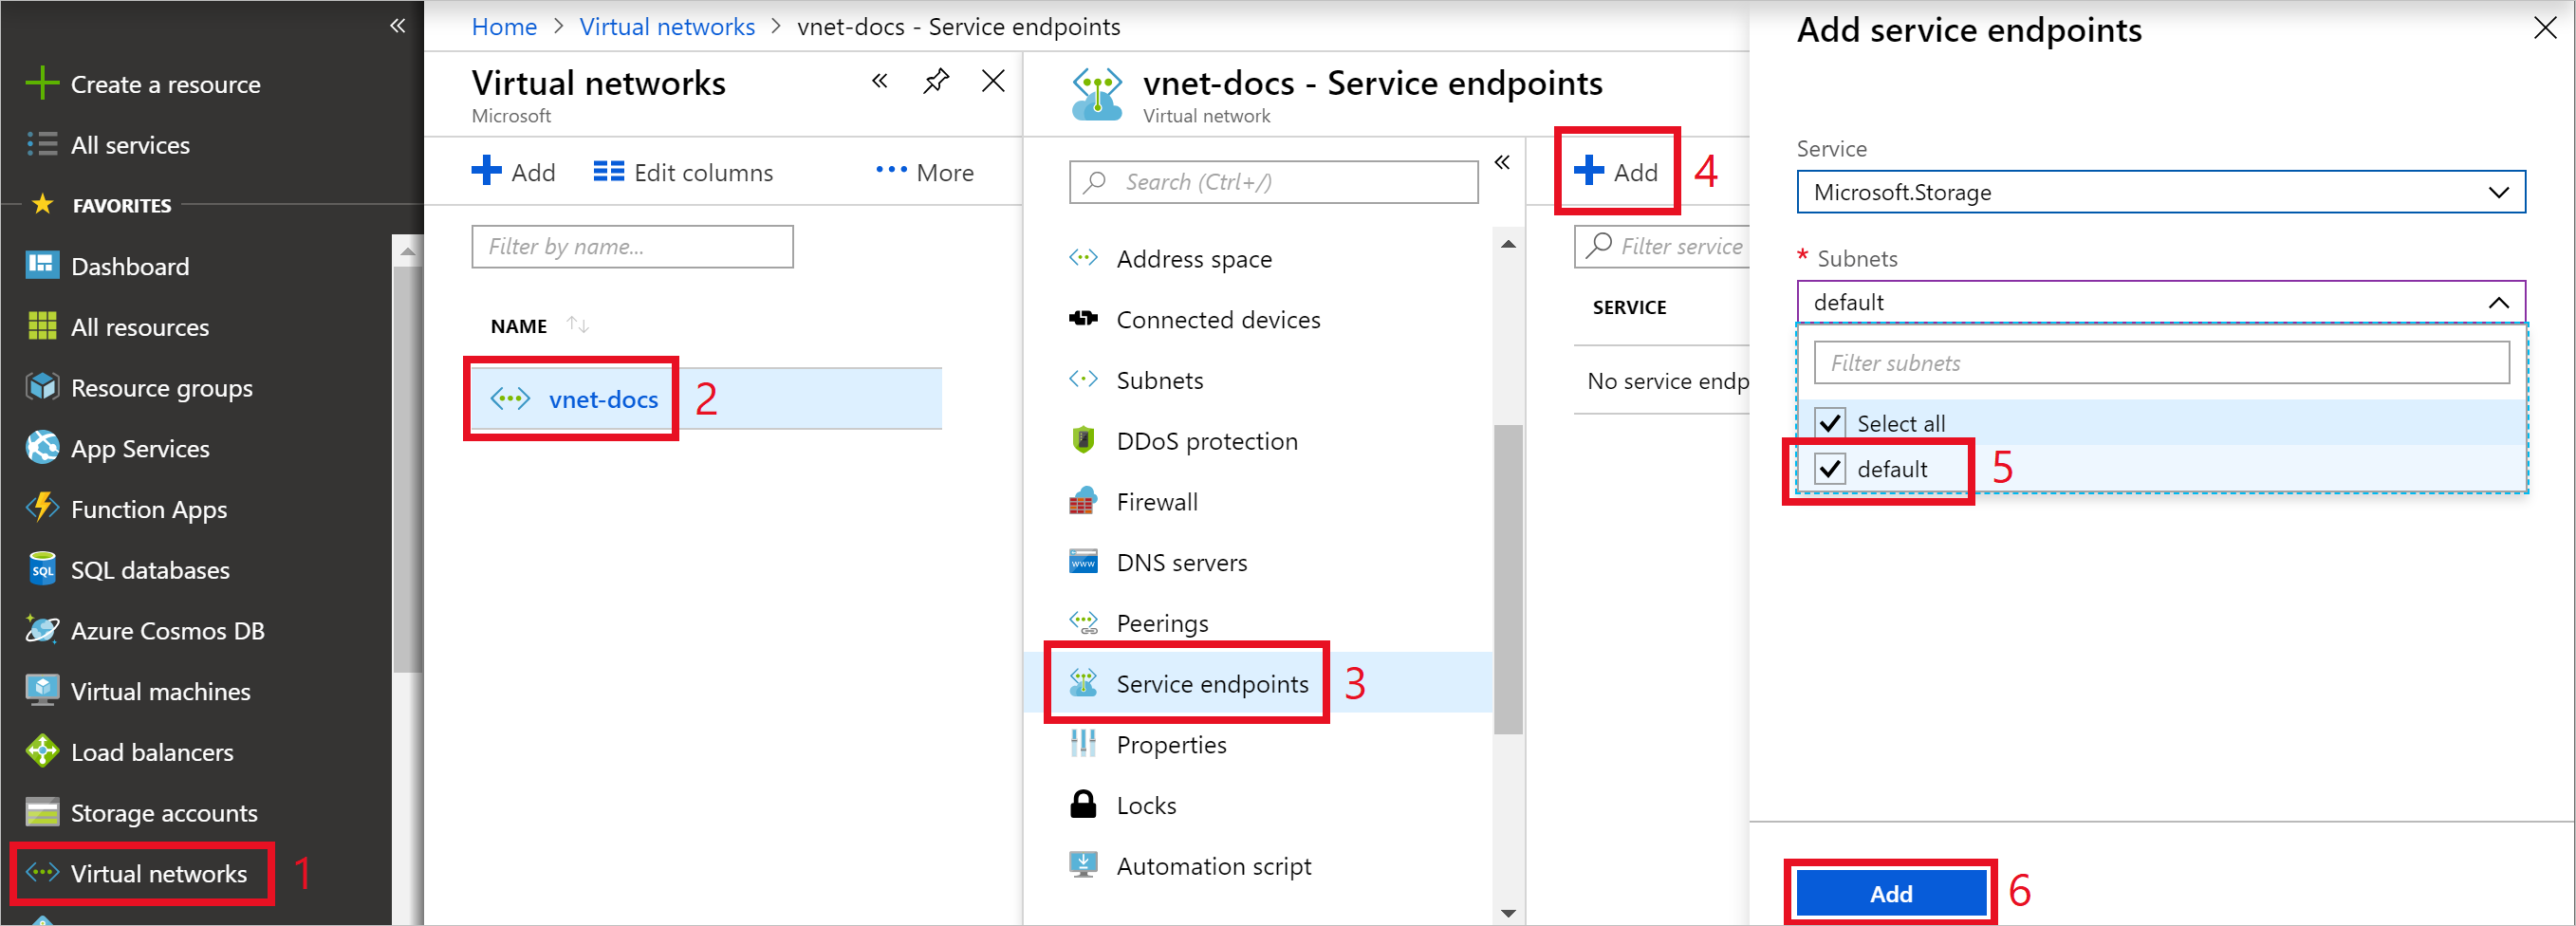 Create a resource
All services
FAVORITES
Dashboard
All resources
Resource groups
App Services
Function Apps
SQL
SQL databases
Azure Cosmos DB
Virtual machines
Load balancers
Storage accounts
Virtual networks
1
Home > Virtual networks > vnet-docs - Service endpoints
Virtual networks
Microsoft
Add
Edit columns
More
Filter by name...
NAME
vnet-docs
2
vnet-docs - Service endpoints
Virtual network
Search (Ctrl+/)
Address space
Connected devices
Subnets
DDoS protection
Firewall
www
DNS servers
Peerings
Service endpoints
3
Properties
Locks
Automation script
Add
4
Filter service
SERVICE
No service endp
Add service endpoints
Service
Microsoft.Storage
* Subnets
default
Filter subnets
Select all
default
5
Add
6